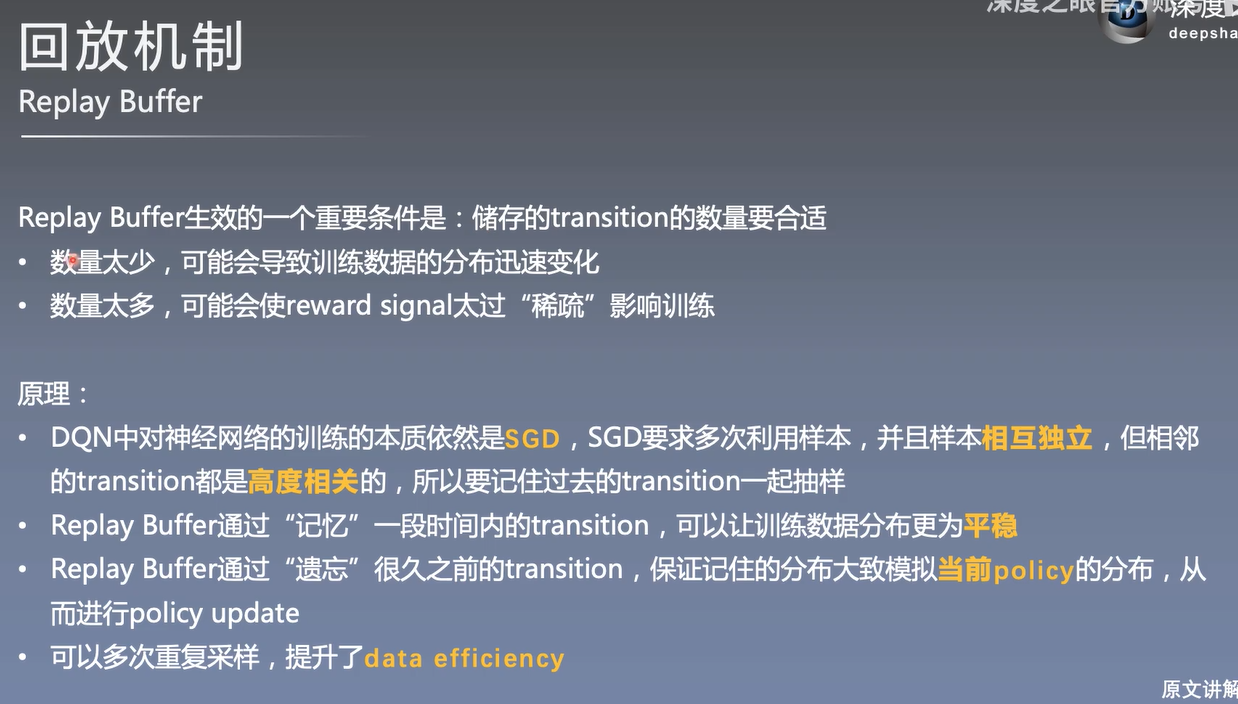 深度之眼官方账号
深度
deepsha
回放机制
Replay Buffer
Replay Buffer生效的一个重要条件是：储存的transition的数量要合适
• 数量太少，可能会导致训练数据的分布迅速变化
• 数量太多，可能会使reward signal太过“稀疏”影响训练
原理：
• DQN中对神经网络的训练的本质依然是SGD，SGD要求多次利用样本，并且样本相互独立，但相邻
的transition都是高度相关的，所以要记住过去的transition一起抽样
• Replay Buffer通过“记忆”一段时间内的transition，可以让训练数据分布更为平稳
• Replay Buffer通过“遗忘”很久之前的transition，保证记住的分布大致模拟当前policy的分布，从
而进行policy update
• 可以多次重复采样，提升了data efficiency
原文讲解